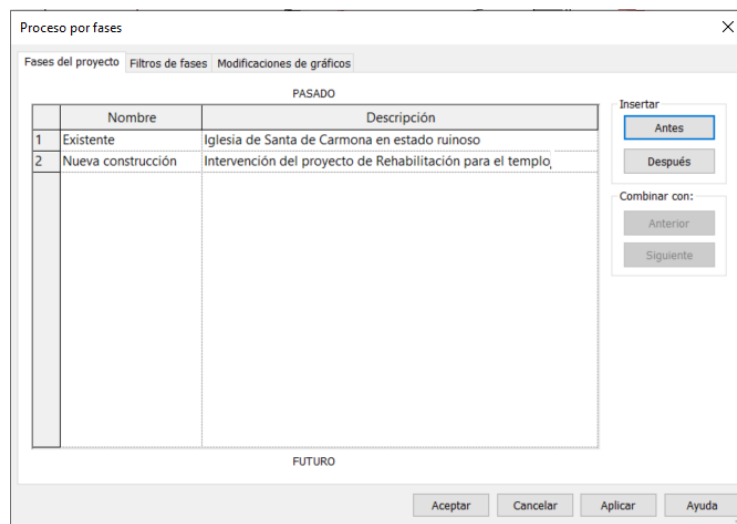 Proceso por fases
Fases del proyecto Filtros de fases Modificaciones de gráficos
PASADO
Nombre Descripción
1 Existente Iglesia de Santa de Carmona en estado ruinoso
2 Nueva construcción Intervención del proyecto de Rehabilitación para el templo
FUTURO
Insertar
Antes
Después
Combinar con:
Anterior
Siguiente
Aceptar Cancelar Aplicar Ayuda